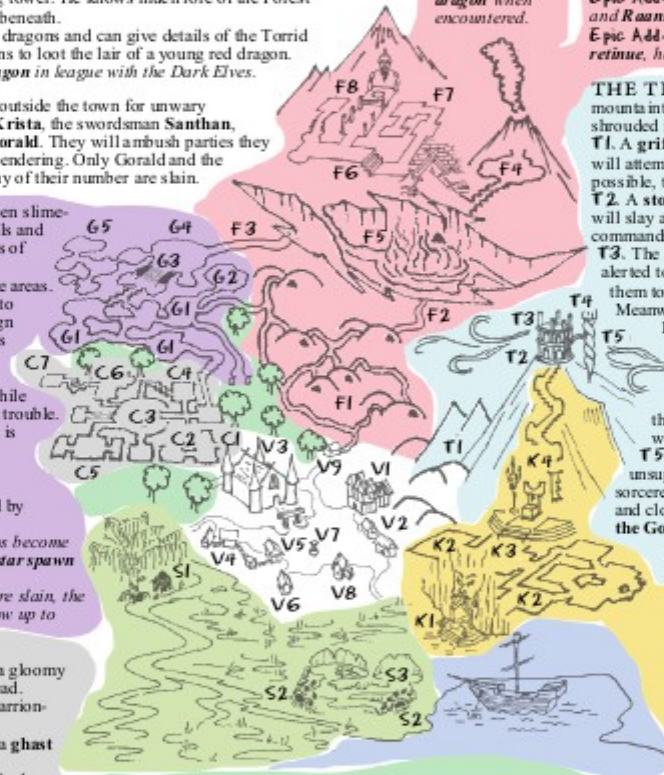 g tower. He knows much lore of the Forest
beneath.
dragons and can give details of the Torrid
ns to loot the lair of a young red dragon.
gon in league with the Dark Elves.
outside the town for unwary
Krista, the swordsman Santhan,
orald. They will ambush parties they
endering. Only Gorald and the
y of their number are slain.
dragon when
encountered.
Epic Add
and Raan
Epic Add
retinue, h
THE T
mountain
shrouded
T1. A grif
will attem
possible, t
T2. A sto
will slay a
command
T3. The
alerted to
them to
Meanw
th
w
T5
unsu
sorcere
and clo
the Go
en slime-
ls and
s of
e areas.
to
gn
s
hile
trouble.
is
l by
s become
tar spawn
re slain, the
w up to
a gloomy
ad.
arrion-
a ghast
F8
F7
F6
F4
F3
F5
F2
F1
G5
G4
G3
G2
G1
G1
G1
C7
C6
C4
C3
C2
C1
C5
V3
V9
V1
V2
V4
V5
V7
V6
V8
T3
T4
T2
T5
T1
K4
K2
K3
K2
K1
S1
S2
S3
S2